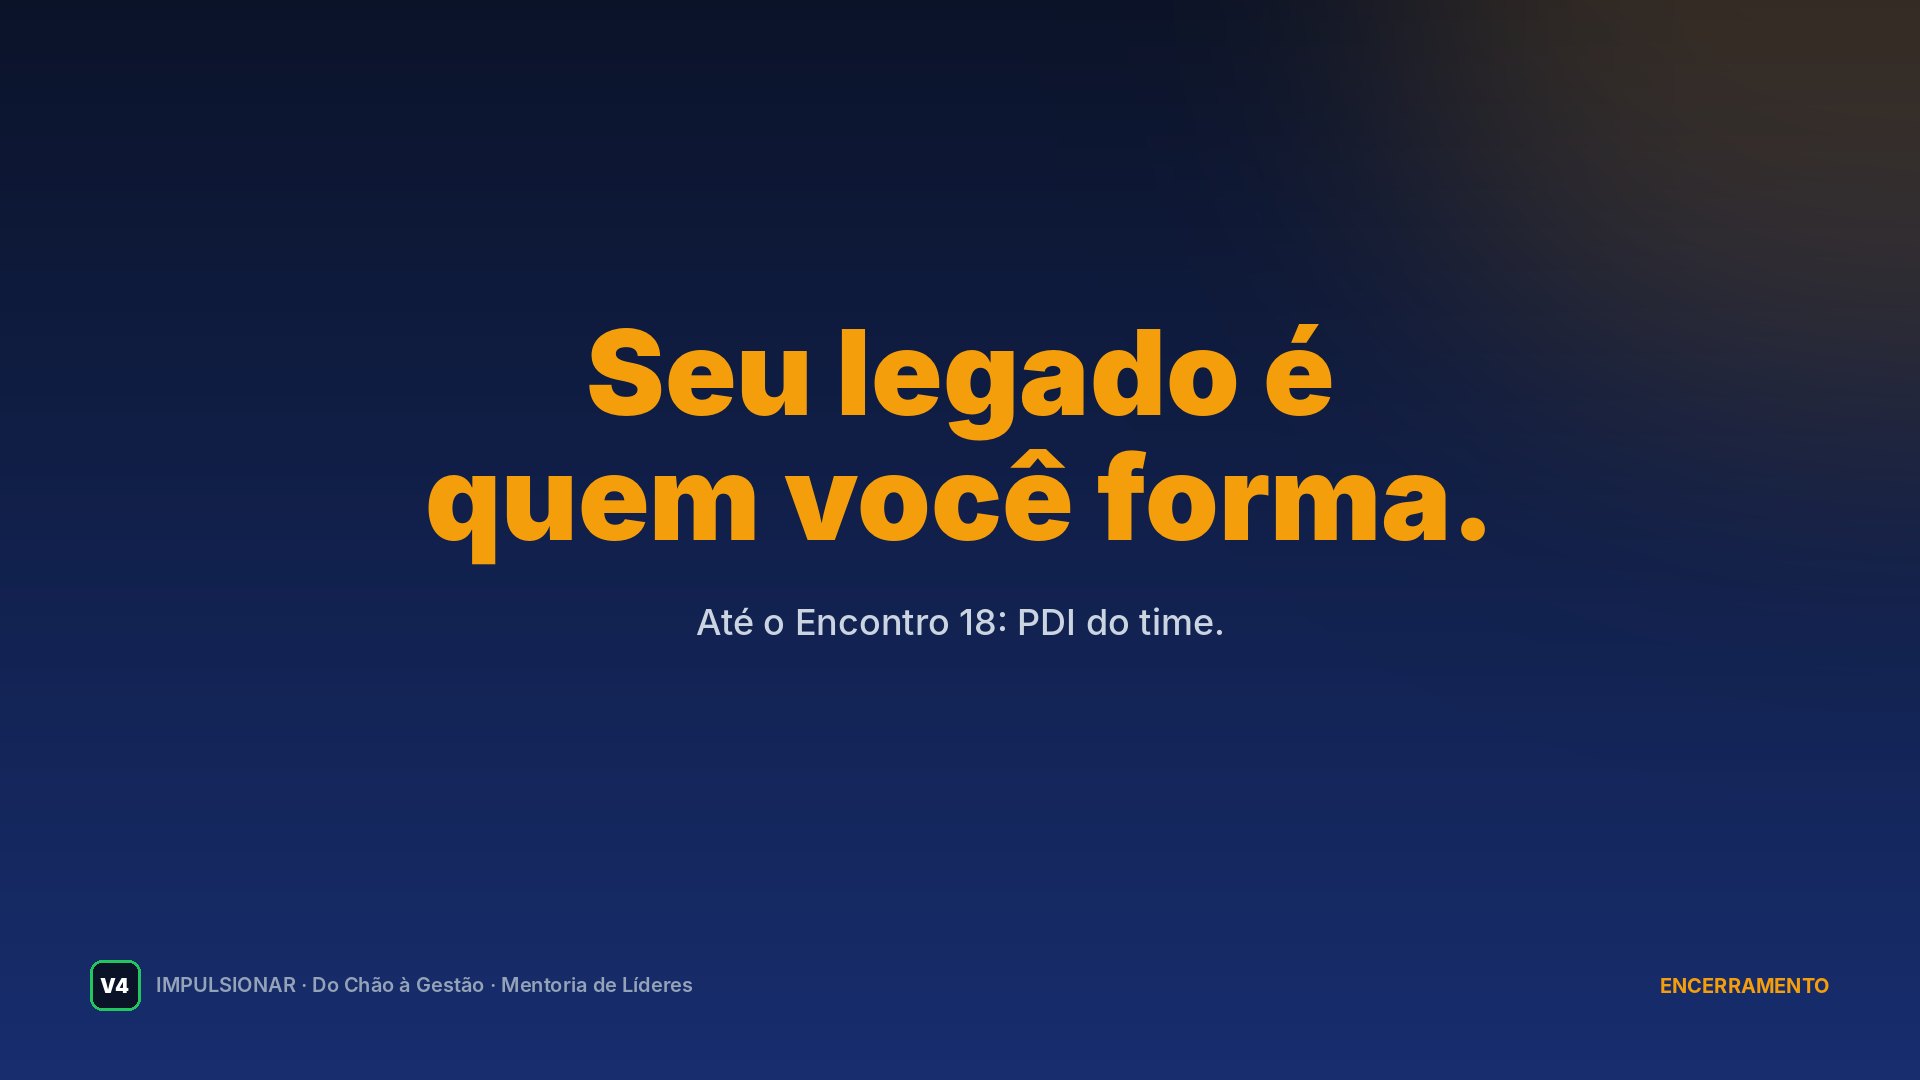 Seu legado é
quem você forma.
Até o Encontro 18: PDI do time.
V4
IMPULSIONAR · Do Chão à Gestão · Mentoria de Líderes
ENCERRAMENTO